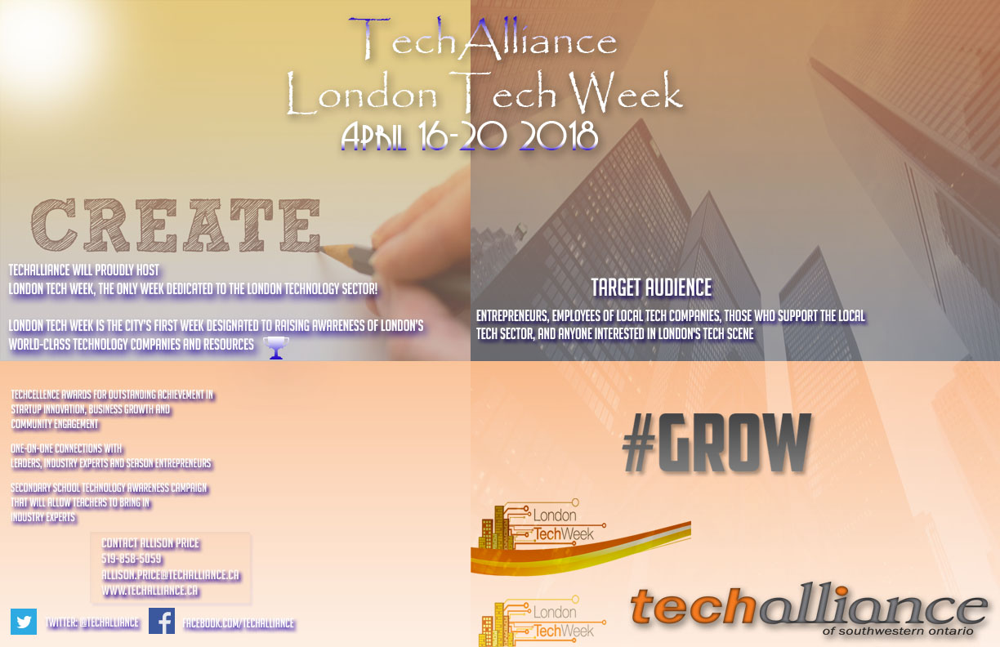 TechAlliance
London Tech Week
April 16-20 2018
CREATE
TECHALLIANCE WILL PROUDLY HOST
LONDON TECH WEEK, THE ONLY WEEK DEDICATED TO THE LONDON TECHNOLOGY SECTOR!
LONDON TECH WEEK IS THE CITY'S FIRST WEEK DESIGNATED TO RAISING AWARENESS OF LONDON'S
WORLD-CLASS TECHNOLOGY COMPANIES AND RESOURCES
TARGET AUDIENCE
ENTREPRENEURS, EMPLOYEES OF LOCAL TECH COMPANIES, THOSE WHO SUPPORT THE LOCAL
TECH SECTOR, AND ANYONE INTERESTED IN LONDON'S TECH SCENE
TECHCELLENCE AWARDS FOR OUTSTANDING ACHIEVEMENT IN
STARTUP INNOVATION, BUSINESS GROWTH AND
COMMUNITY ENGAGEMENT
ONE-ON-ONE CONNECTIONS WITH
LEADERS, INDUSTRY EXPERTS AND SEASON ENTREPRENEURS
SECONDARY SCHOOL TECHNOLOGY AWARENESS CAMPAIGN
THAT WILL ALLOW TEACHERS TO BRING IN
INDUSTRY EXPERTS
CONTACT ALLISON PRICE
519-858-5059
ALLISON.PRICE@TECHALLIANCE.CA
WWW.TECHALLIANCE.CA
TWITTER: @TECHALLIANCE
FACEBOOK.COM/TECHALLIANCE
#GROW
London
TechWeek
London
TechWeek
techalliance
of southwestern ontario